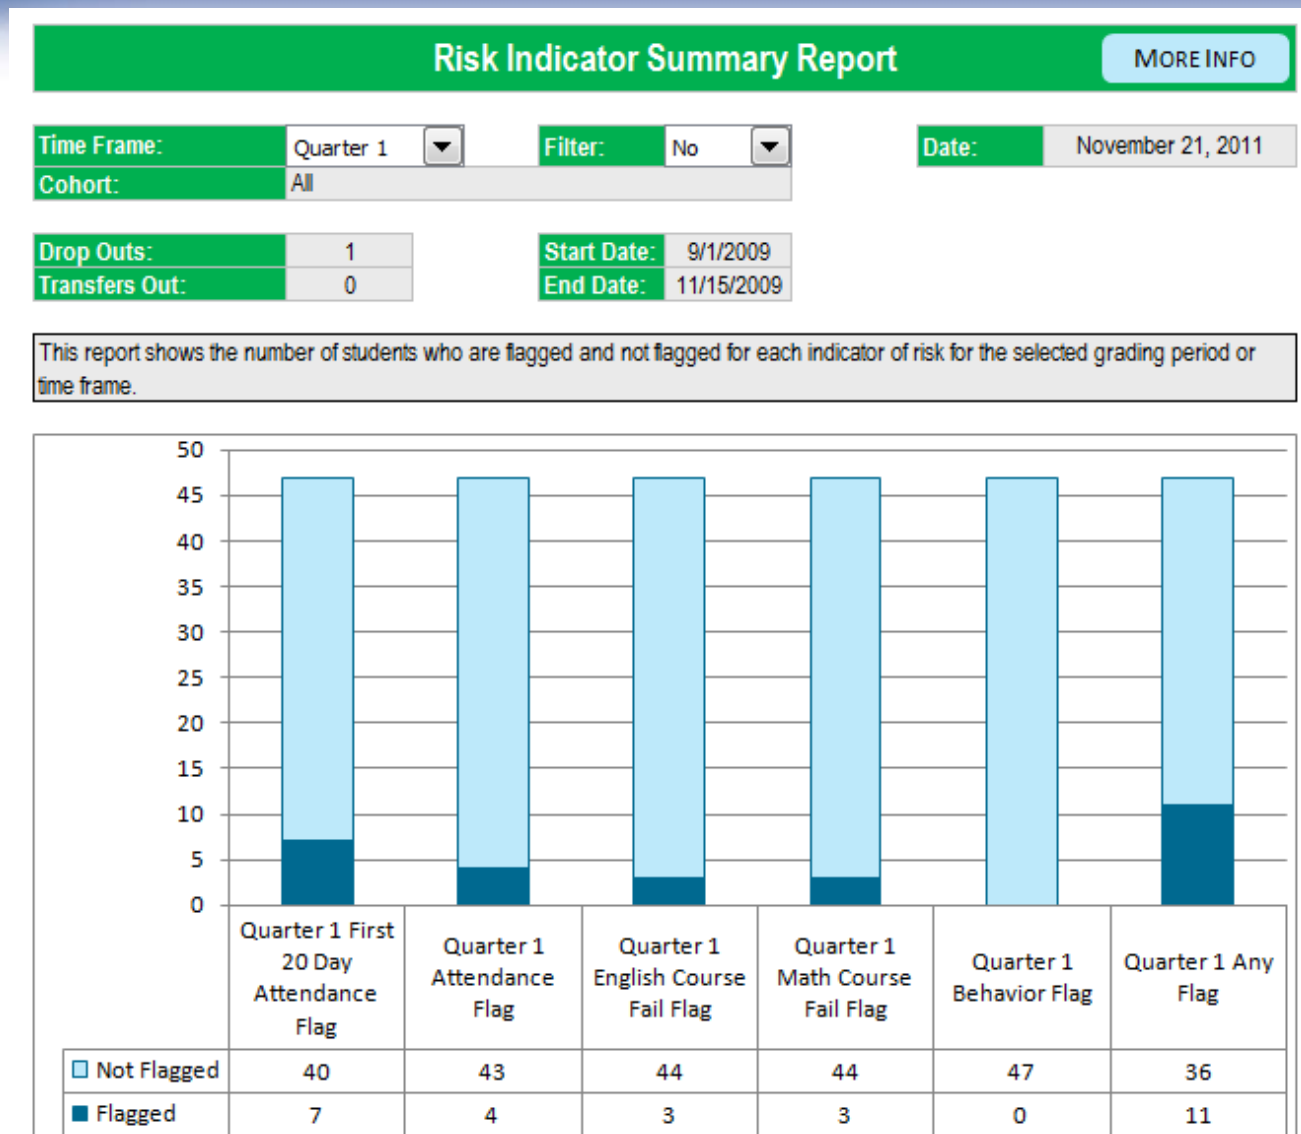 Risk Indicator Summary Report
MORE INFO
Time Frame: Quarter 1 Filter: No Date: November 21, 2011
Cohort: All
Drop Outs: 1 Start Date: 9/1/2009
Transfers Out: 0 End Date: 11/15/2009
This report shows the number of students who are flagged and not flagged for each indicator of risk for the selected grading period or
time frame.
50
45
40
35
30
25
20
15
10
5
0
Quarter 1 First
20 Day
Attendance
Flag
Quarter 1
Attendance
Flag
Quarter 1
English Course
Fail Flag
Quarter 1
Math Course
Fail Flag
Quarter 1
Behavior Flag
Quarter 1 Any
Flag
Not Flagged 40 43 44 44 47 36
Flagged 7 4 3 3 0 11